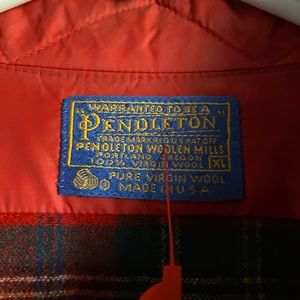 "WARRANTED TO BE A
"PENDLETON"
TRADE MARK REG. U.S. PAT. OFF.
PENDLETON WOOLEN MILLS
PORTLAND, OREGON
100% VIRGIN WOOL XL
PURE VIRGIN WOOL
MADE IN U.S.A.